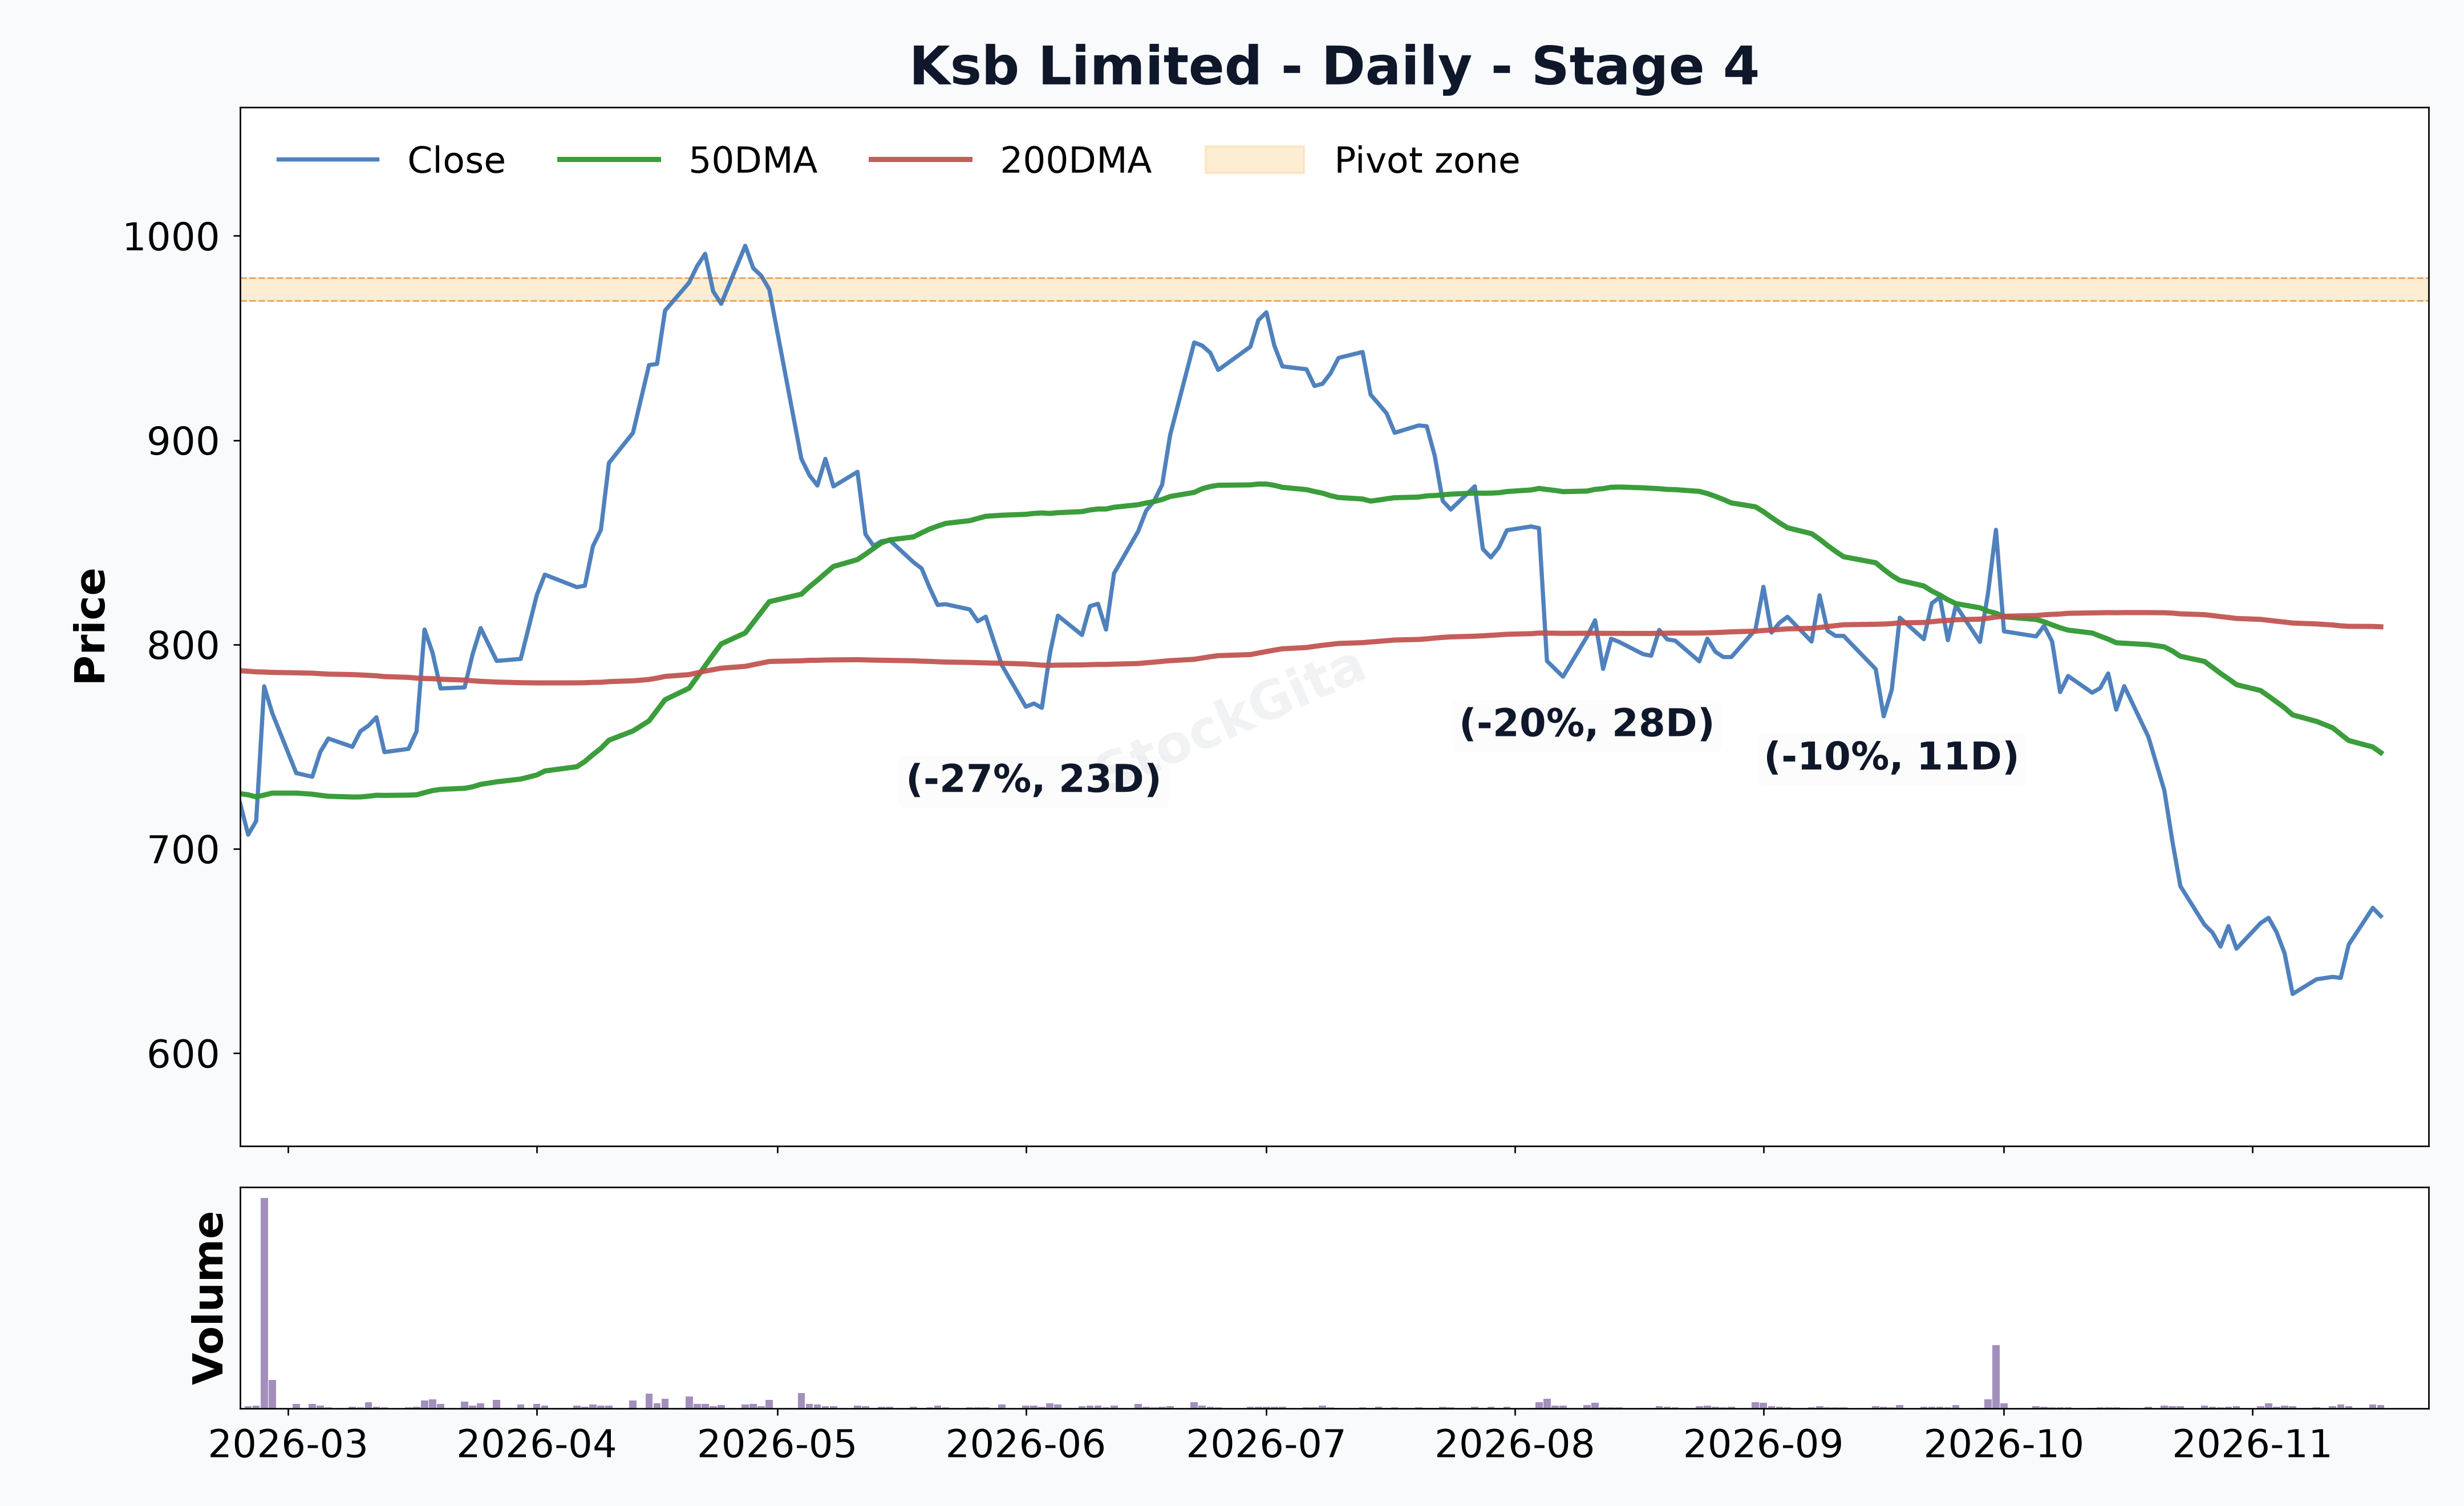 Ksb Limited - Daily - Stage 4
Close 50DMA 200DMA Pivot zone
1000
900
800
700
600
Price
StockGita
(-27%, 23D)
(-20%, 28D)
(-10%, 11D)
Volume
2026-03 2026-04 2026-05 2026-06 2026-07 2026-08 2026-09 2026-10 2026-11